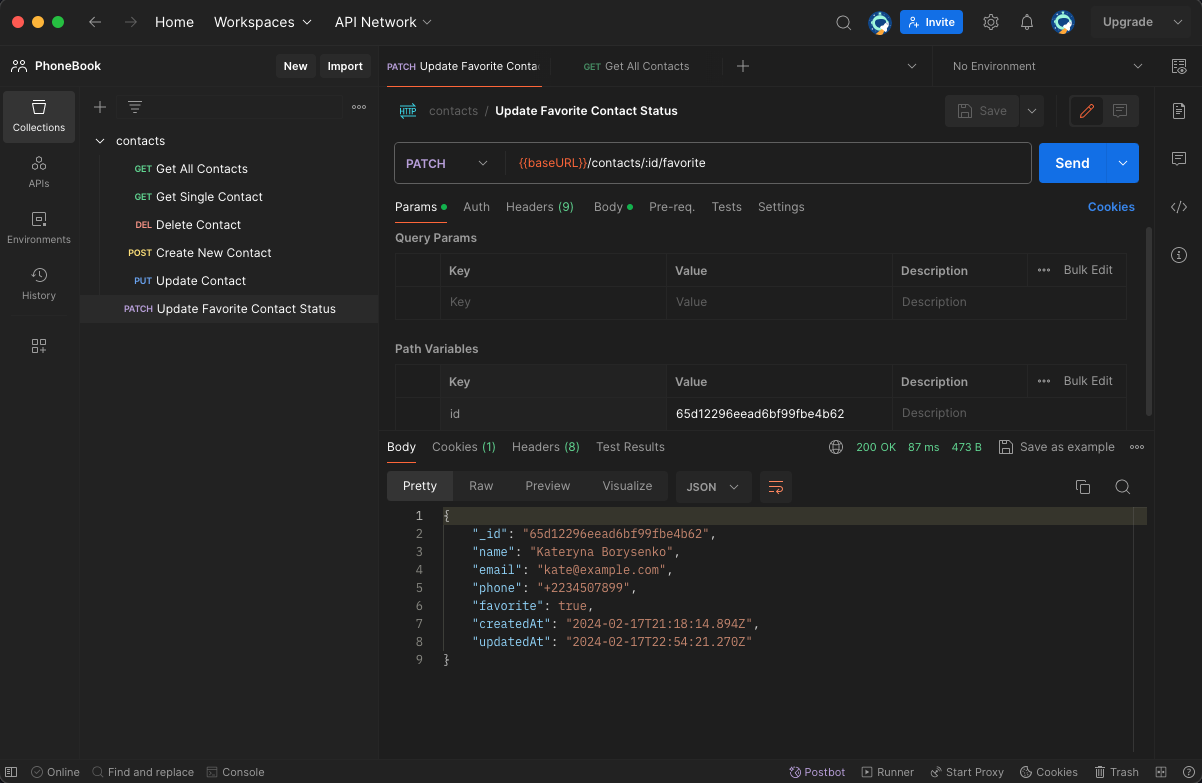 Home Workspaces API Network Invite Upgrade
PhoneBook New Import PATCH Update Favorite Conta GET Get All Contacts No Environment
Collections
APIs
Environments
History
contacts
GET Get All Contacts
GET Get Single Contact
DEL Delete Contact
POST Create New Contact
PUT Update Contact
PATCH Update Favorite Contact Status
HTTP contacts / Update Favorite Contact Status Save
PATCH {{baseURL}}/contacts/:id/favorite Send
Params Auth Headers (9) Body Pre-req. Tests Settings Cookies
Query Params
Key Value Description Bulk Edit
Key Value Description
Path Variables
Key Value Description Bulk Edit
id 65d12296eead6bf99fbe4b62 Description
Body Cookies (1) Headers (8) Test Results 200 OK 87 ms 473 B Save as example
Pretty Raw Preview Visualize JSON
1 {
2 "_id": "65d12296eead6bf99fbe4b62",
3 "name": "Kateryna Borysenko",
4 "email": "kate@example.com",
5 "phone": "+2234507899",
6 "favorite": true,
7 "createdAt": "2024-02-17T21:18:14.894Z",
8 "updatedAt": "2024-02-17T22:54:21.270Z"
9 }
Online Find and replace Console Postbot Runner Start Proxy Cookies Trash